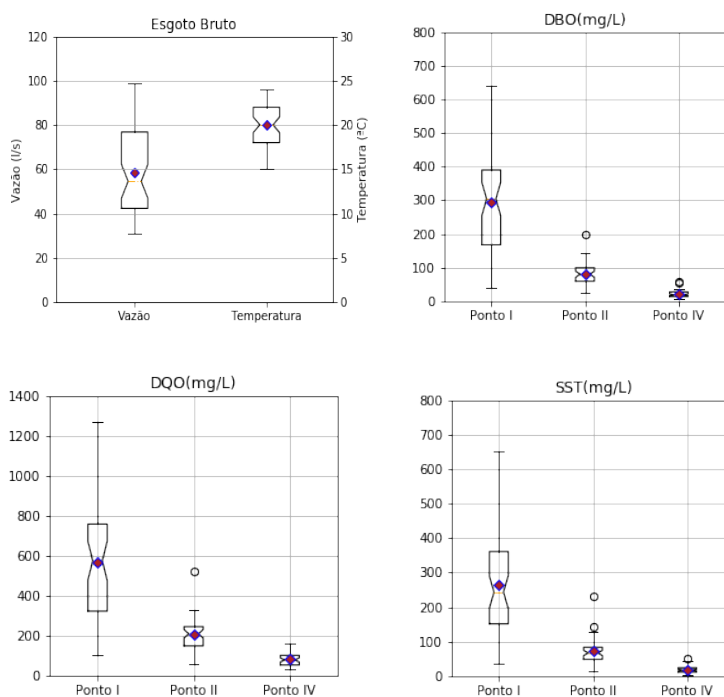 Esgoto Bruto
120
100
80
60
40
20
0
Vazão (l/s)
30
25
20
15
10
5
0
Temperatura (ªC)
Vazão
Temperatura
DBO(mg/L)
800
700
600
500
400
300
200
100
0
Ponto I
Ponto II
Ponto IV
DQO(mg/L)
1400
1200
1000
800
600
400
200
0
Ponto I
Ponto II
Ponto IV
SST(mg/L)
800
700
600
500
400
300
200
100
0
Ponto I
Ponto II
Ponto IV